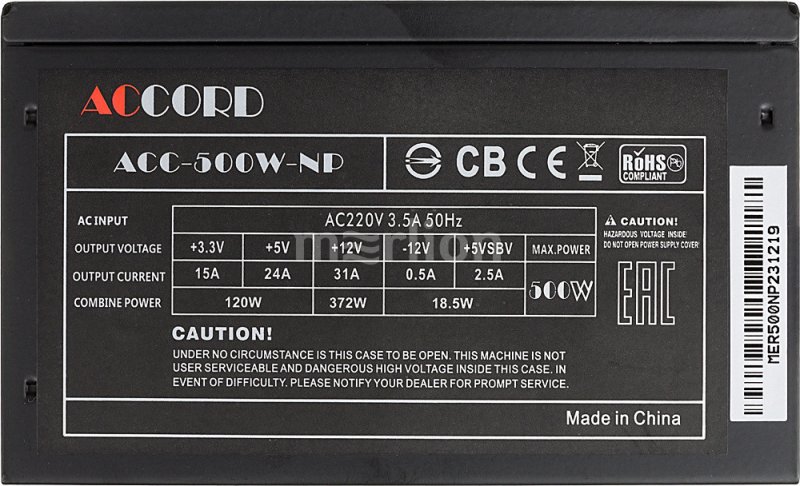 ACCORD
ACC-500W-NP
CB CE RoHS COMPLIANT Pb
AC INPUT AC220V 3.5A 50Hz
OUTPUT VOLTAGE +3.3V +5V +12V -12V +5VSBV MAX.POWER
OUTPUT CURRENT 15A 24A 31A 0.5A 2.5A 500W
COMBINE POWER 120W 372W 18.5W
CAUTION!
HAZARDOUS VOLTAGE INSIDE!
DO NOT OPEN POWER SUPPLY COVER!
EAC
merlion
CAUTION!
UNDER NO CIRCUMSTANCE IS THIS CASE TO BE OPEN. THIS MACHINE IS NOT
USER SERVICEABLE AND DANGEROUS HIGH VOLTAGE INSIDE THIS CASE. IN
EVENT OF DIFFICULTY. PLEASE NOTIFY YOUR DEALER FOR PROMPT SERVICE.
Made in China
MER500NP231219